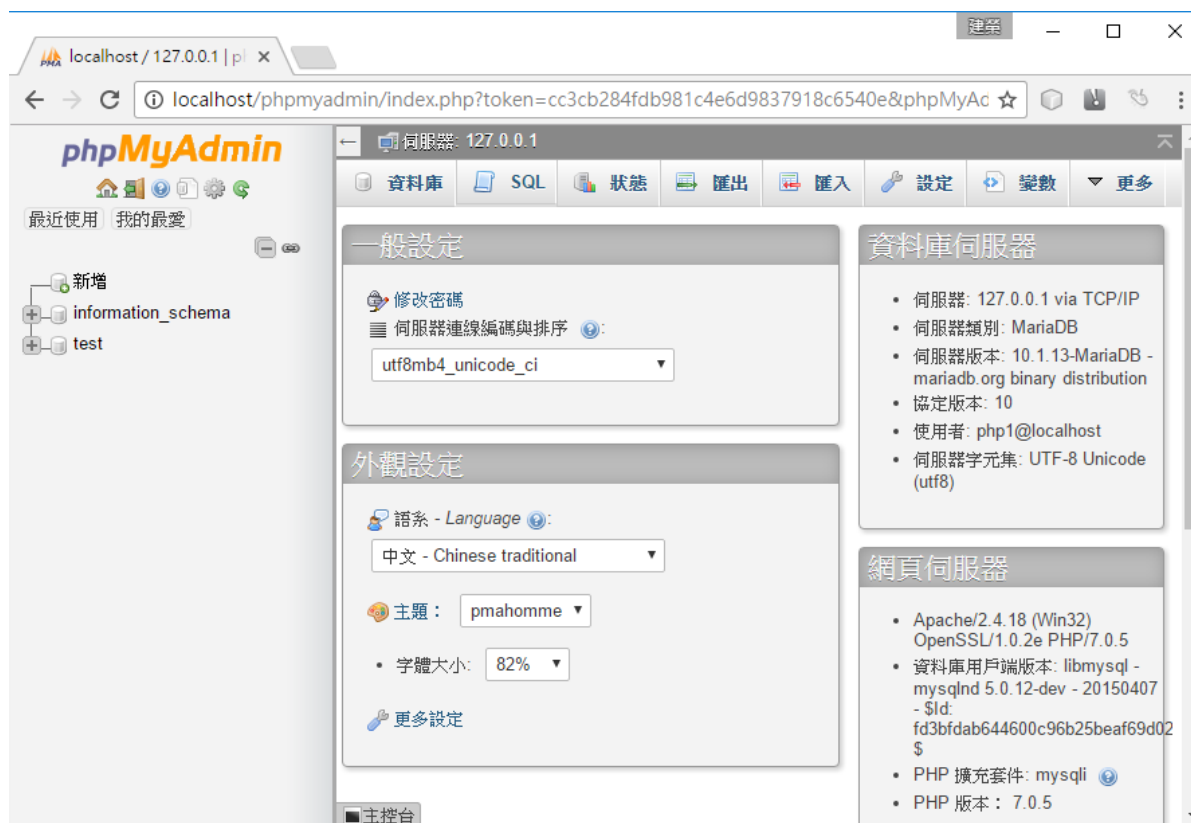 建榮
localhost / 127.0.0.1 | pl
localhost/phpmyadmin/index.php?token=cc3cb284fdb981c4e6d9837918c6540e&phpMyAd
phpMyAdmin
最近使用 我的最愛
新增
information_schema
test
伺服器: 127.0.0.1
資料庫 SQL 狀態 匯出 匯入 設定 變數 更多
一般設定
修改密碼
伺服器連線編碼與排序 :
utf8mb4_unicode_ci
外觀設定
語系 - Language :
中文 - Chinese traditional
主題： pmahomme
• 字體大小: 82%
更多設定
主控台
資料庫伺服器
• 伺服器: 127.0.0.1 via TCP/IP
• 伺服器類別: MariaDB
• 伺服器版本: 10.1.13-MariaDB -
mariadb.org binary distribution
• 協定版本: 10
• 使用者: php1@localhost
• 伺服器字元集: UTF-8 Unicode
(utf8)
網頁伺服器
• Apache/2.4.18 (Win32)
OpenSSL/1.0.2e PHP/7.0.5
• 資料庫用戶端版本: libmysql -
mysqlnd 5.0.12-dev - 20150407
- $Id:
fd3bfdab644600c96b25beaf69d02
$
• PHP 擴充套件: mysqli
• PHP 版本： 7.0.5